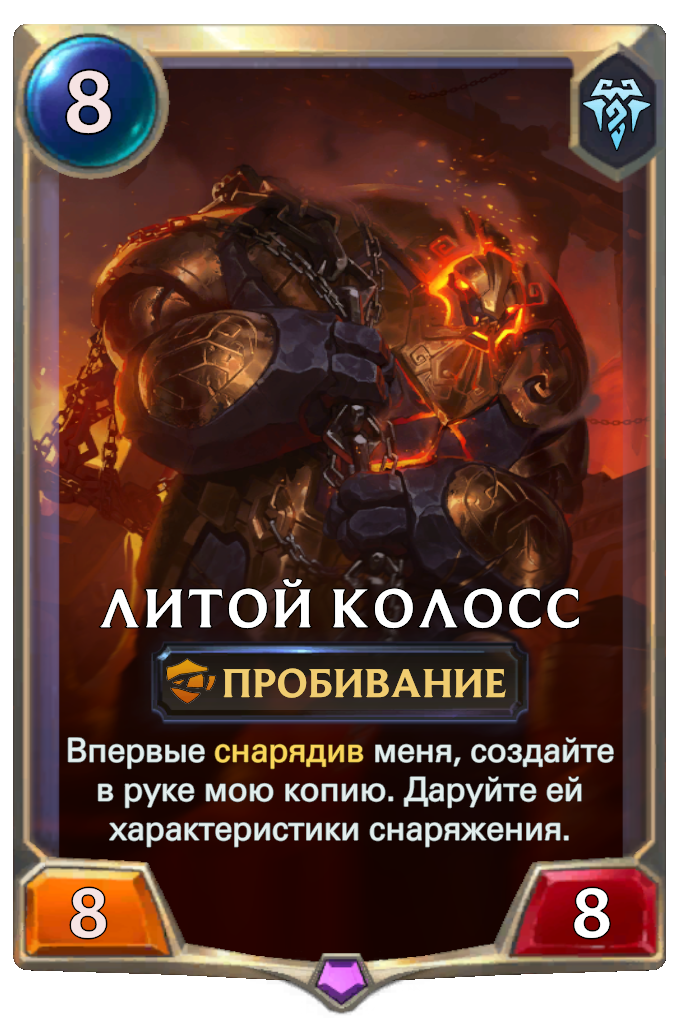 8
ЛИТОЙ КОЛОСС
ПРОБИВАНИЕ
Впервые снарядив меня, создайте
в руке мою копию. Даруйте ей
характеристики снаряжения.
8
8